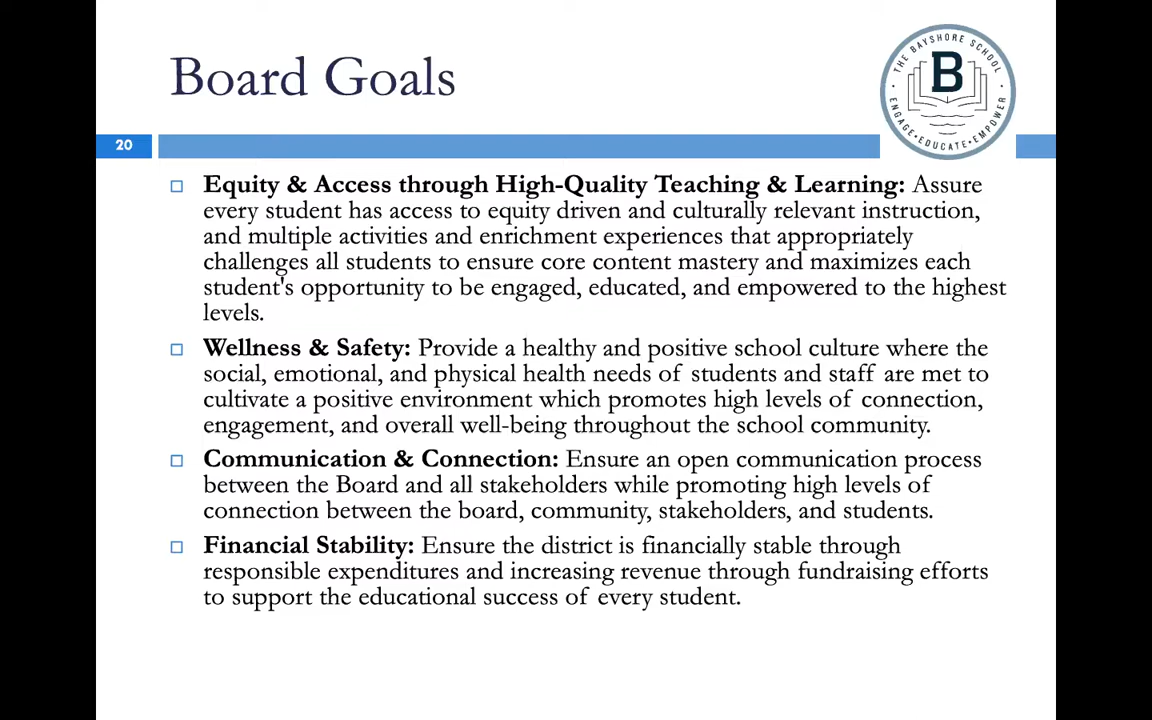 Board Goals
THE BAYSHORE SCHOOL
B
ENGAGE • EDUCATE • EMPOWER
20
Equity & Access through High-Quality Teaching & Learning: Assure
every student has access to equity driven and culturally relevant instruction,
and multiple activities and enrichment experiences that appropriately
challenges all students to ensure core content mastery and maximizes each
student's opportunity to be engaged, educated, and empowered to the highest
levels.
Wellness & Safety: Provide a healthy and positive school culture where the
social, emotional, and physical health needs of students and staff are met to
cultivate a positive environment which promotes high levels of connection,
engagement, and overall well-being throughout the school community.
Communication & Connection: Ensure an open communication process
between the Board and all stakeholders while promoting high levels of
connection between the board, community, stakeholders, and students.
Financial Stability: Ensure the district is financially stable through
responsible expenditures and increasing revenue through fundraising efforts
to support the educational success of every student.